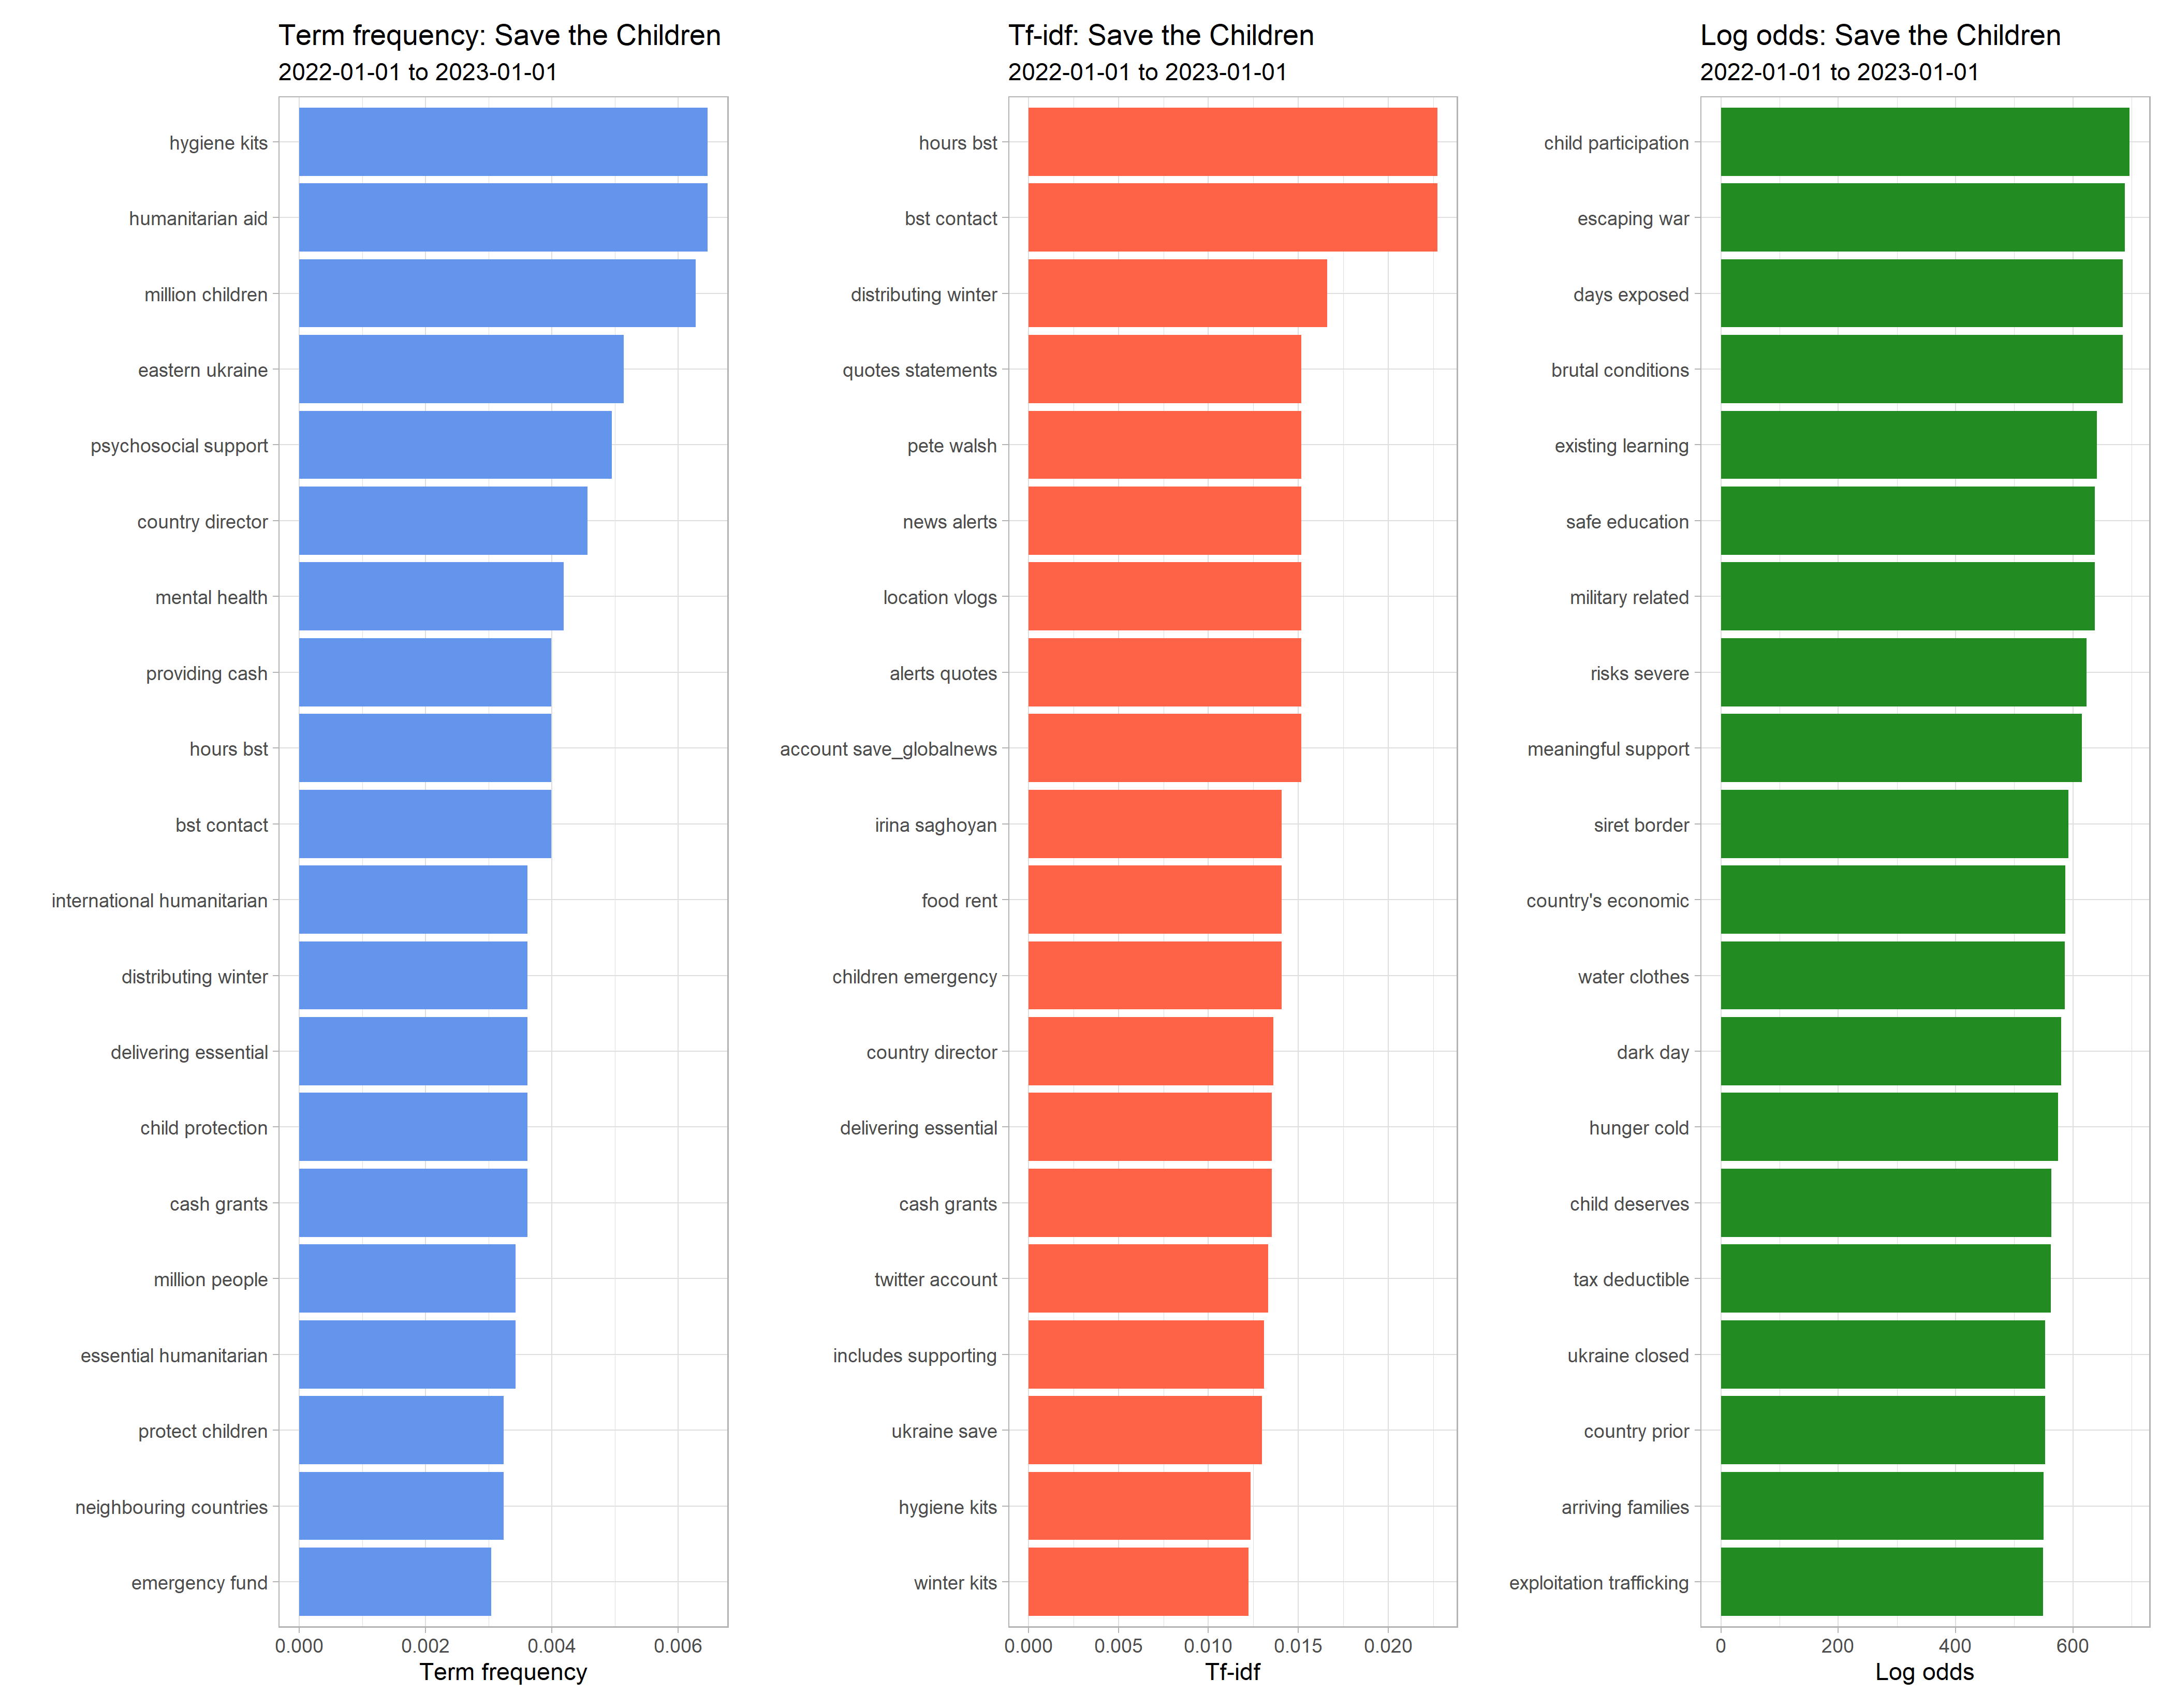 Term frequency: Save the Children
2022-01-01 to 2023-01-01
hygiene kits
humanitarian aid
million children
eastern ukraine
psychosocial support
country director
mental health
providing cash
hours bst
bst contact
international humanitarian
distributing winter
delivering essential
child protection
cash grants
million people
essential humanitarian
protect children
neighbouring countries
emergency fund
0.000 0.002 0.004 0.006
Term frequency
Tf-idf: Save the Children
2022-01-01 to 2023-01-01
hours bst
bst contact
distributing winter
quotes statements
pete walsh
news alerts
location vlogs
alerts quotes
account save_globalnews
irina saghoyan
food rent
children emergency
country director
delivering essential
cash grants
twitter account
includes supporting
ukraine save
hygiene kits
winter kits
0.000 0.005 0.010 0.015 0.020
Tf-idf
Log odds: Save the Children
2022-01-01 to 2023-01-01
child participation
escaping war
days exposed
brutal conditions
existing learning
safe education
military related
risks severe
meaningful support
siret border
country's economic
water clothes
dark day
hunger cold
child deserves
tax deductible
ukraine closed
country prior
arriving families
exploitation trafficking
0 200 400 600
Log odds